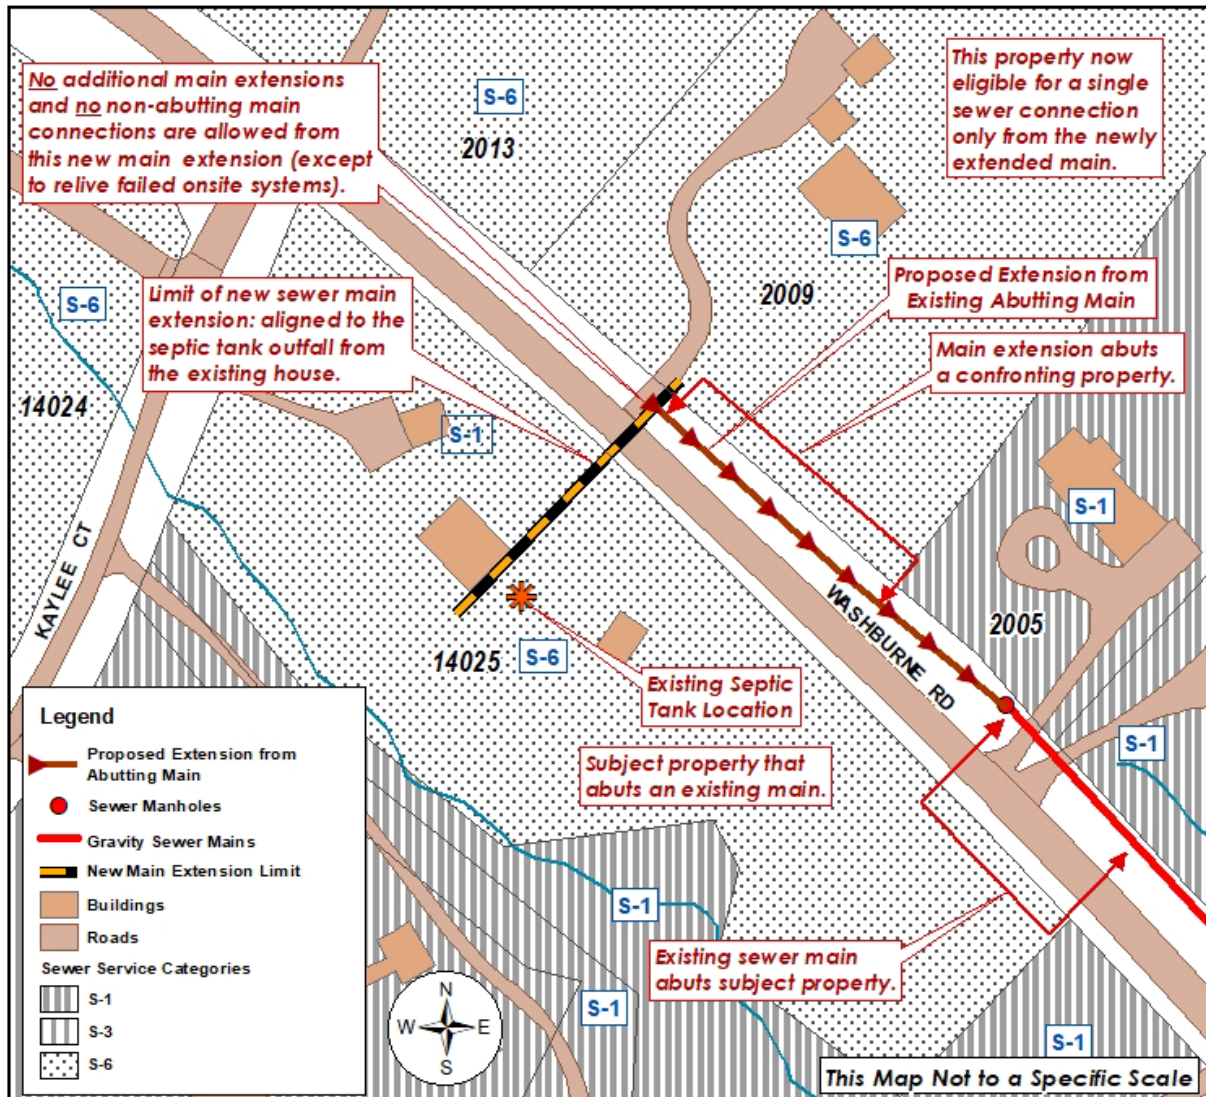 No additional main extensions
and no non-abutting main
connections are allowed from
this new main extension (except
to relive failed onsite systems).
S-6
2013
This property now
eligible for a single
sewer connection
only from the newly
extended main.
S-6
S-6
Limit of new sewer main
extension: aligned to the
septic tank outfall from
the existing house.
2009
Proposed Extension from
Existing Abutting Main
Main extension abuts
a confronting property.
14024
S-1
S-1
KAYLEE CT
WASHBURNE RD
2005
14025
S-6
Existing Septic
Tank Location
S-1
Subject property that
abuts an existing main.
S-1
Existing sewer main
abuts subject property.
S-1
S-1
Legend
Proposed Extension from
Abutting Main
Sewer Manholes
Gravity Sewer Mains
New Main Extension Limit
Buildings
Roads
Sewer Service Categories
S-1
S-3
S-6
N
W
E
S
This Map Not to a Specific Scale